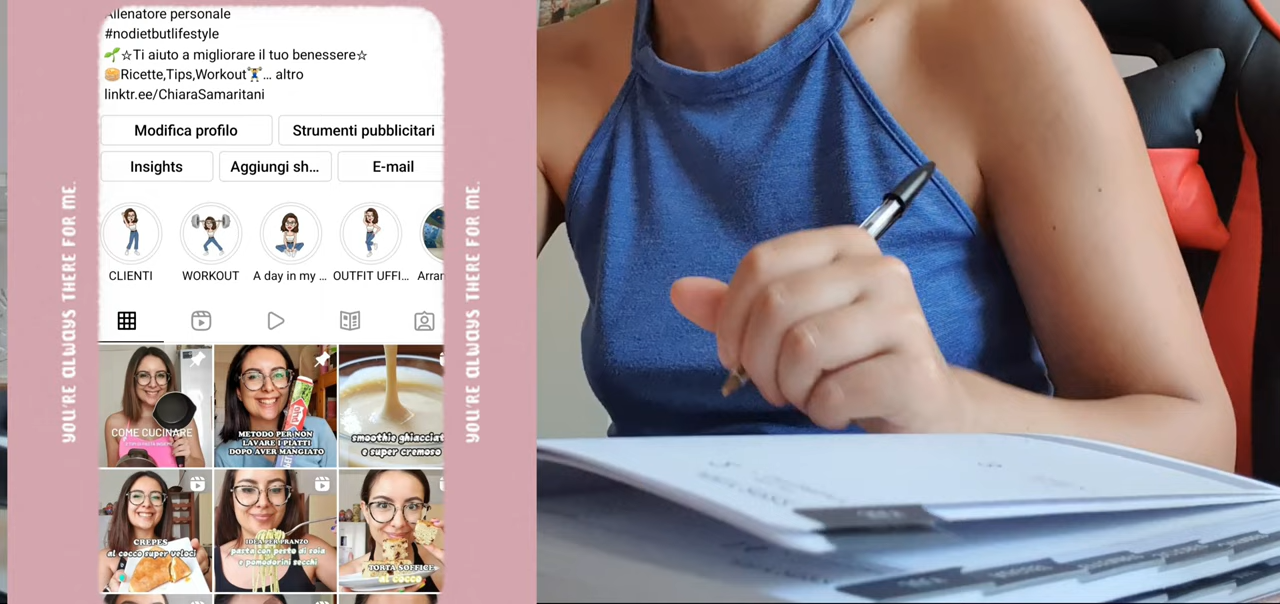 Allenatore personale
#nodietbutlifestyle
🌱☆Ti aiuto a migliorare il tuo benessere☆
🥞Ricette,Tips,Workout🏋️‍♀️… altro
linktr.ee/ChiaraSamaritani
Modifica profilo
Strumenti pubblicitari
Insights
Aggiungi sh...
E-mail
CLIENTI
WORKOUT
A day in my ...
OUTFIT UFFI...
Arran
COME CUCINARE
METODO PER NON
LAVARE I PIATTI
DOPO AVER MANGIATO
smoothie ghiacciat
e super cremoso
CREPES
al cocco super veloci
IDEA PER PRANZO
pasta con pesto di soia
e pomodorini secchi
TORTA SOFFICE
al cocco
YOU'RE ALWAYS THERE FOR ME.
YOU'RE ALWAYS THERE FOR ME.